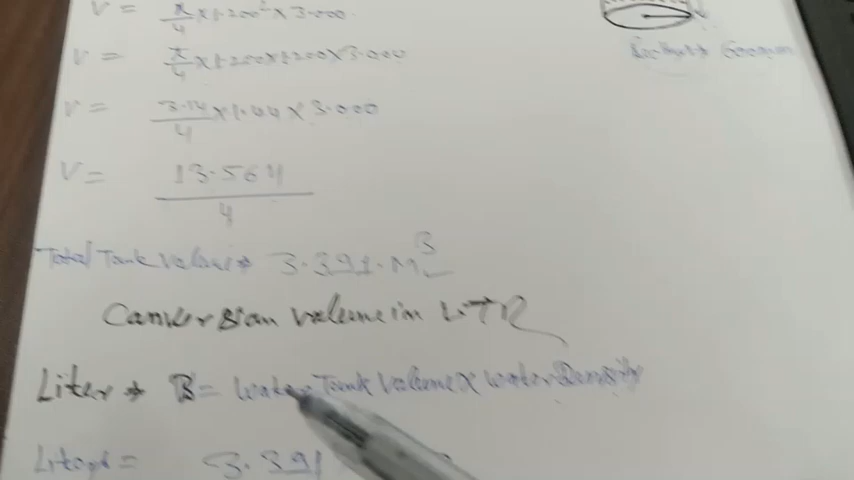 V = π/4 × 1.200² × 3.000
V = π/4 × 1.200 × 1.200 × 3.000
V = 3.14/4 × 1.44 × 3.000
V = 13.564/4
Total Tank Volume 3.391 M³
Conversion volume in LTR
Liter = Water Tank Volume × water Density
3.391